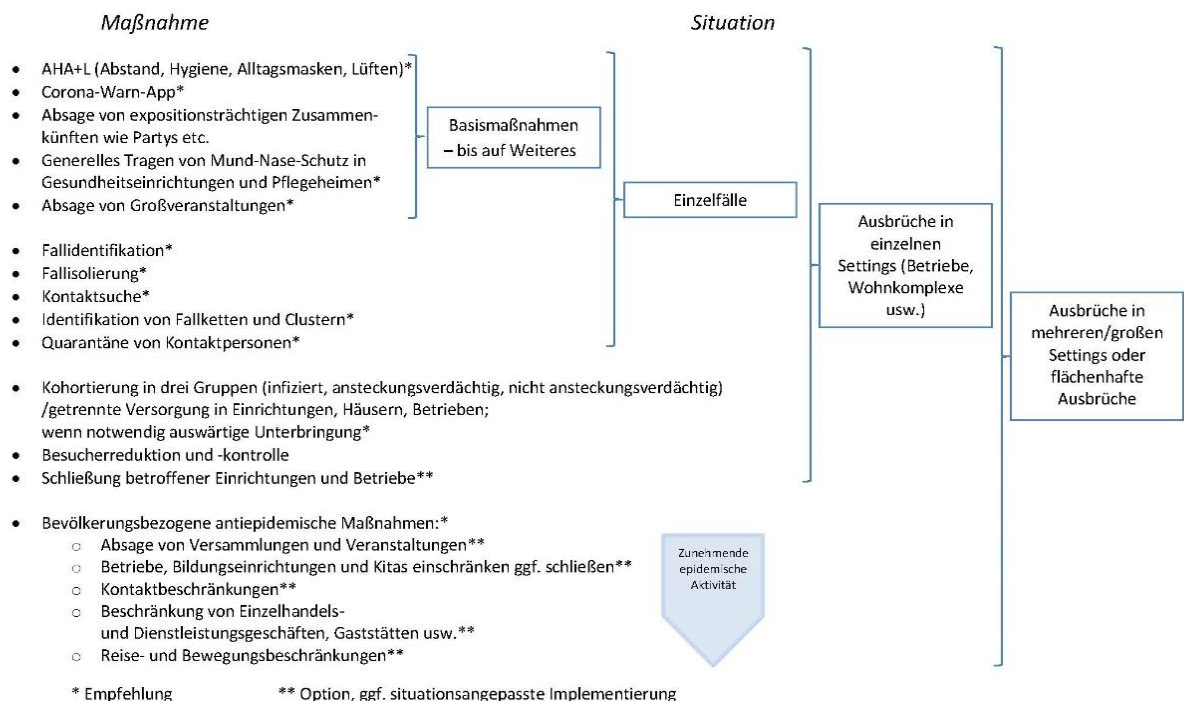 Maßnahme
Situation
• AHA+L (Abstand, Hygiene, Alltagsmasken, Lüften)*
• Corona-Warn-App*
• Absage von expositionsträchtigen Zusammen-
künften wie Partys etc.
• Generelles Tragen von Mund-Nase-Schutz in
Gesundheitseinrichtungen und Pflegeheimen*
• Absage von Großveranstaltungen*
Basismaßnahmen
– bis auf Weiteres
• Fallidentifikation*
• Fallisolierung*
• Kontaktsuche*
• Identifikation von Fallketten und Clustern*
• Quarantäne von Kontaktpersonen*
Einzelfälle
• Kohortierung in drei Gruppen (infiziert, ansteckungsverdächtig, nicht ansteckungsverdächtig)
/getrennte Versorgung in Einrichtungen, Häusern, Betrieben;
wenn notwendig auswärtige Unterbringung*
• Besucherreduktion und -kontrolle
• Schließung betroffener Einrichtungen und Betriebe**
Ausbrüche in
einzelnen
Settings (Betriebe,
Wohnkomplexe
usw.)
• Bevölkerungsbezogene antiepidemische Maßnahmen:*
○ Absage von Versammlungen und Veranstaltungen**
○ Betriebe, Bildungseinrichtungen und Kitas einschränken ggf. schließen**
○ Kontaktbeschränkungen**
○ Beschränkung von Einzelhandels-
und Dienstleistungsgeschäften, Gaststätten usw.**
○ Reise- und Bewegungsbeschränkungen**
Ausbrüche in
mehreren/großen
Settings oder
flächenhafte
Ausbrüche
Zunehmende
epidemische
Aktivität
* Empfehlung
** Option, ggf. situationsangepasste Implementierung